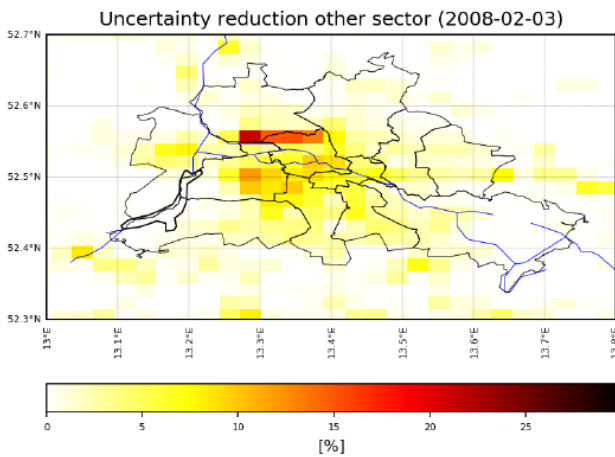 Uncertainty reduction other sector (2008-02-03)
52.7°N
52.6°N
52.5°N
52.4°N
52.3°N
13°E
13.1°E
13.2°E
13.3°E
13.4°E
13.5°E
13.6°E
13.7°E
13.8°E
0 5 10 15 20 25
[%]